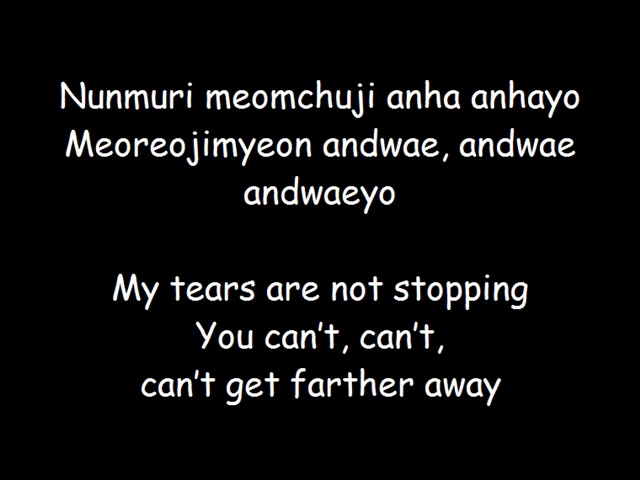 Nunmuri meomchuji anha anhayo
Meoreojimyeon andwae, andwae
andwaeyo
My tears are not stopping
You can't, can't,
can't get farther away